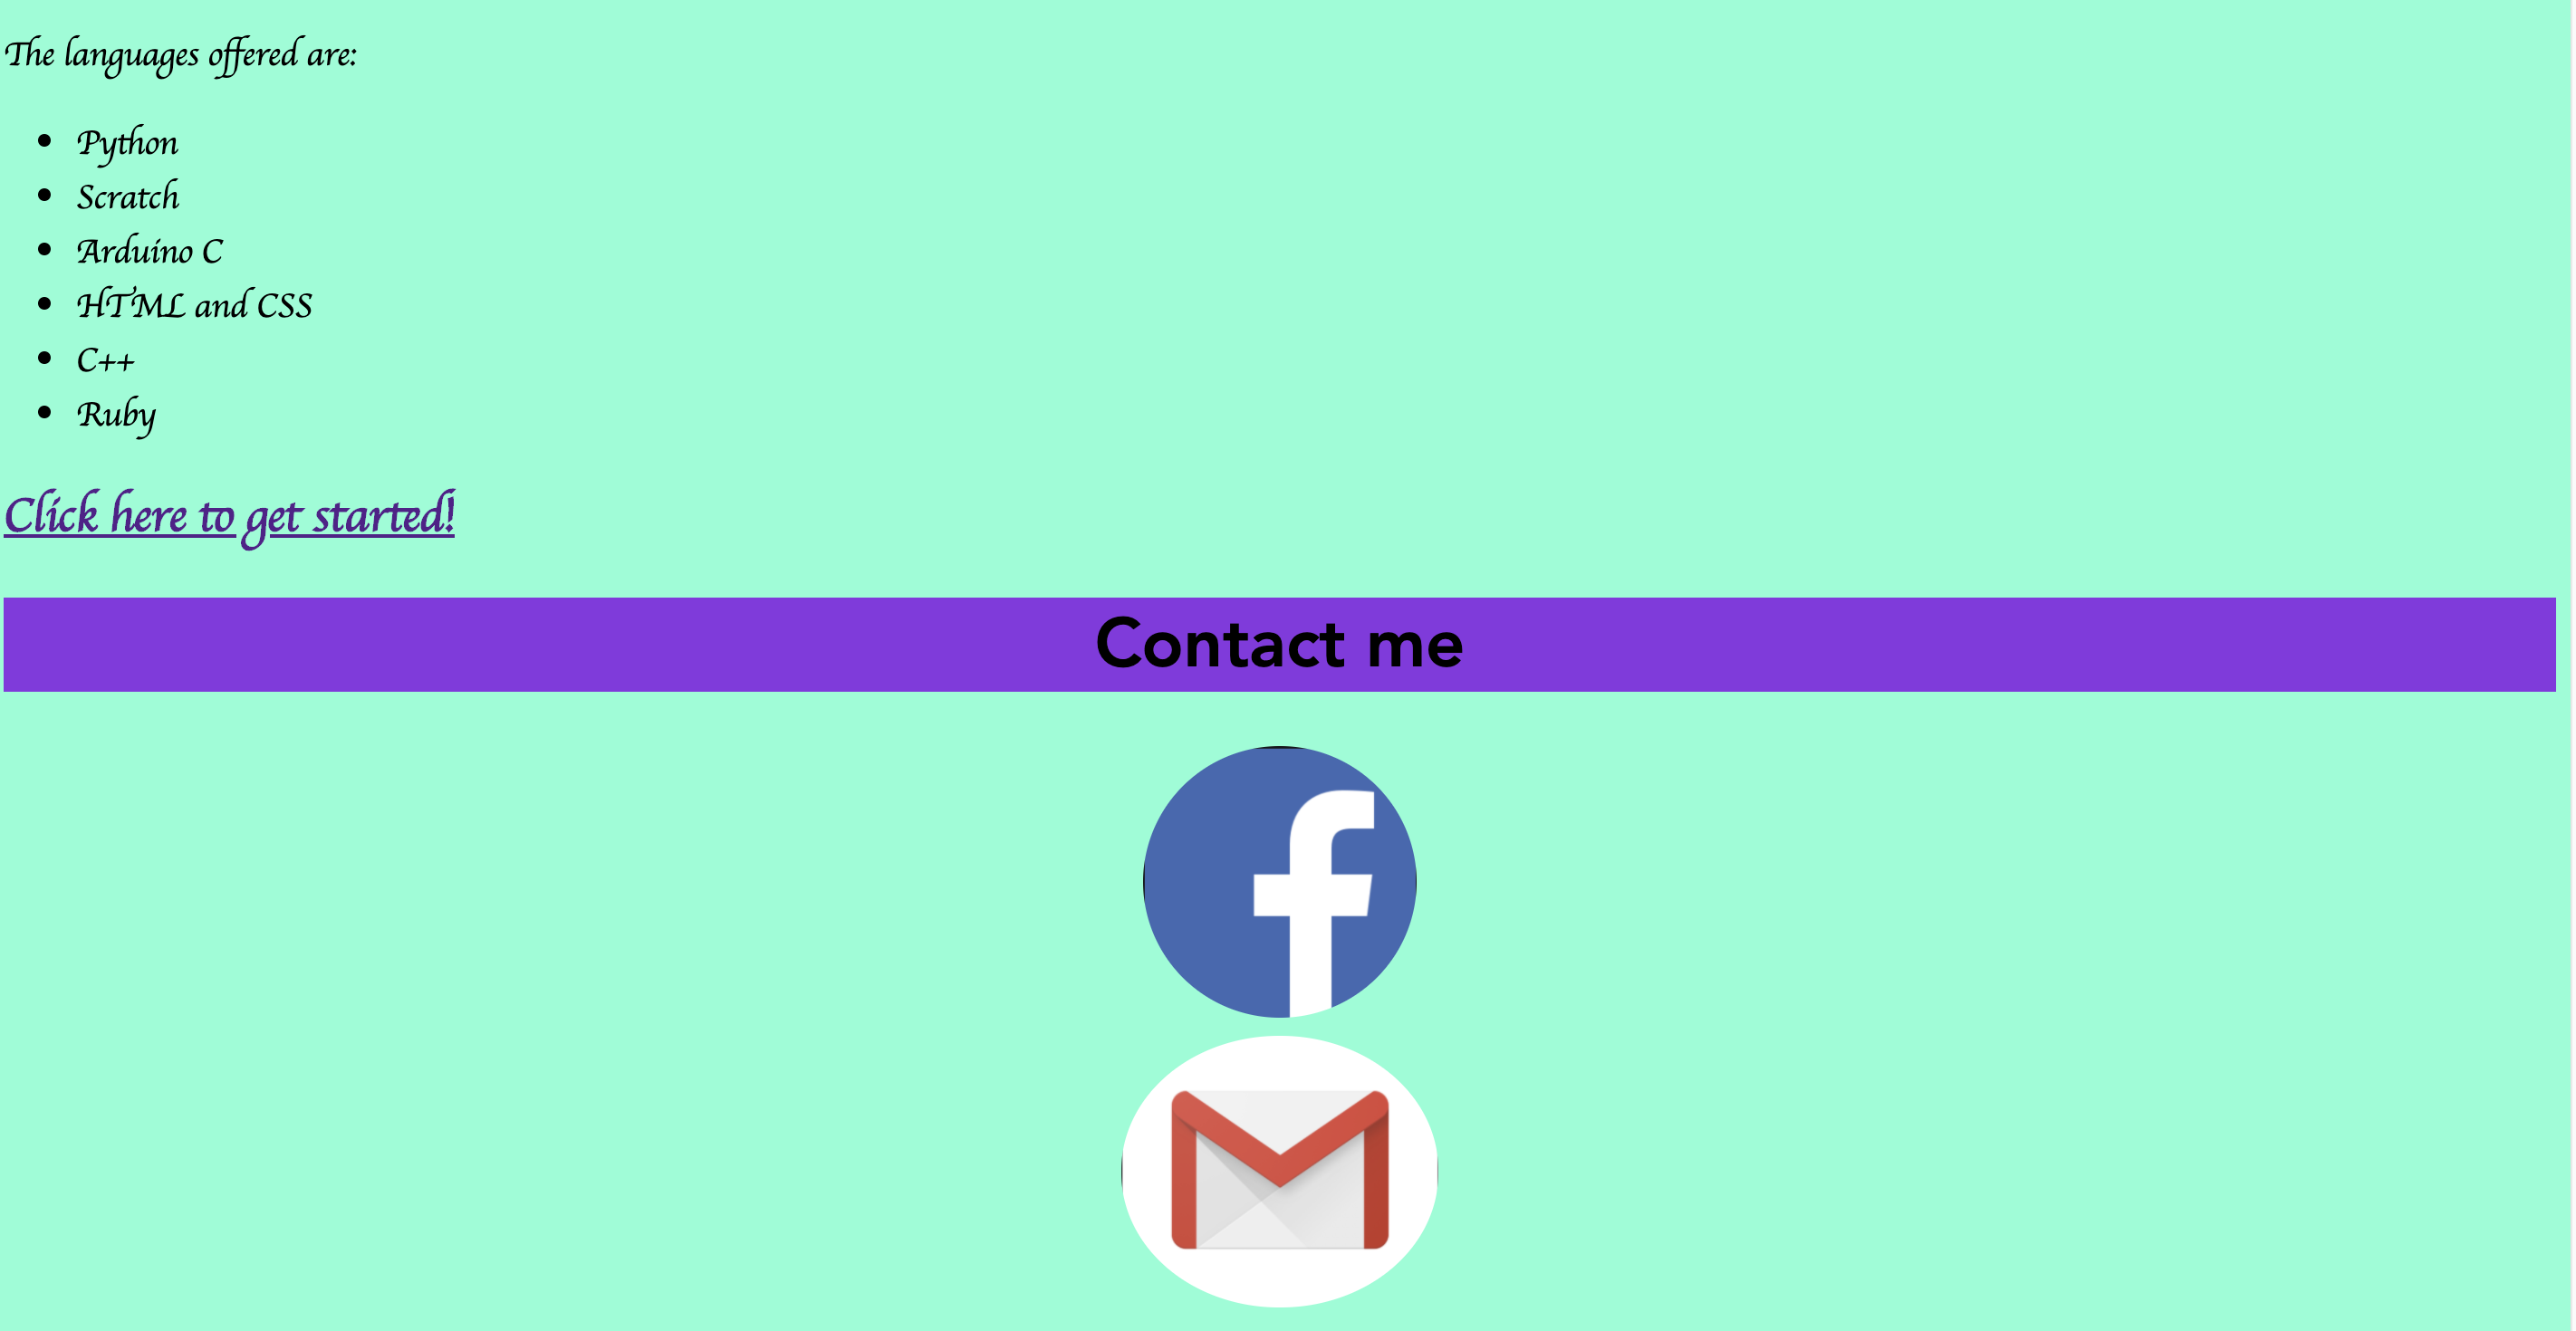 The languages offered are:
Python
Scratch
Arduino C
HTML and CSS
C++
Ruby
Click here to get started!
Contact me
f